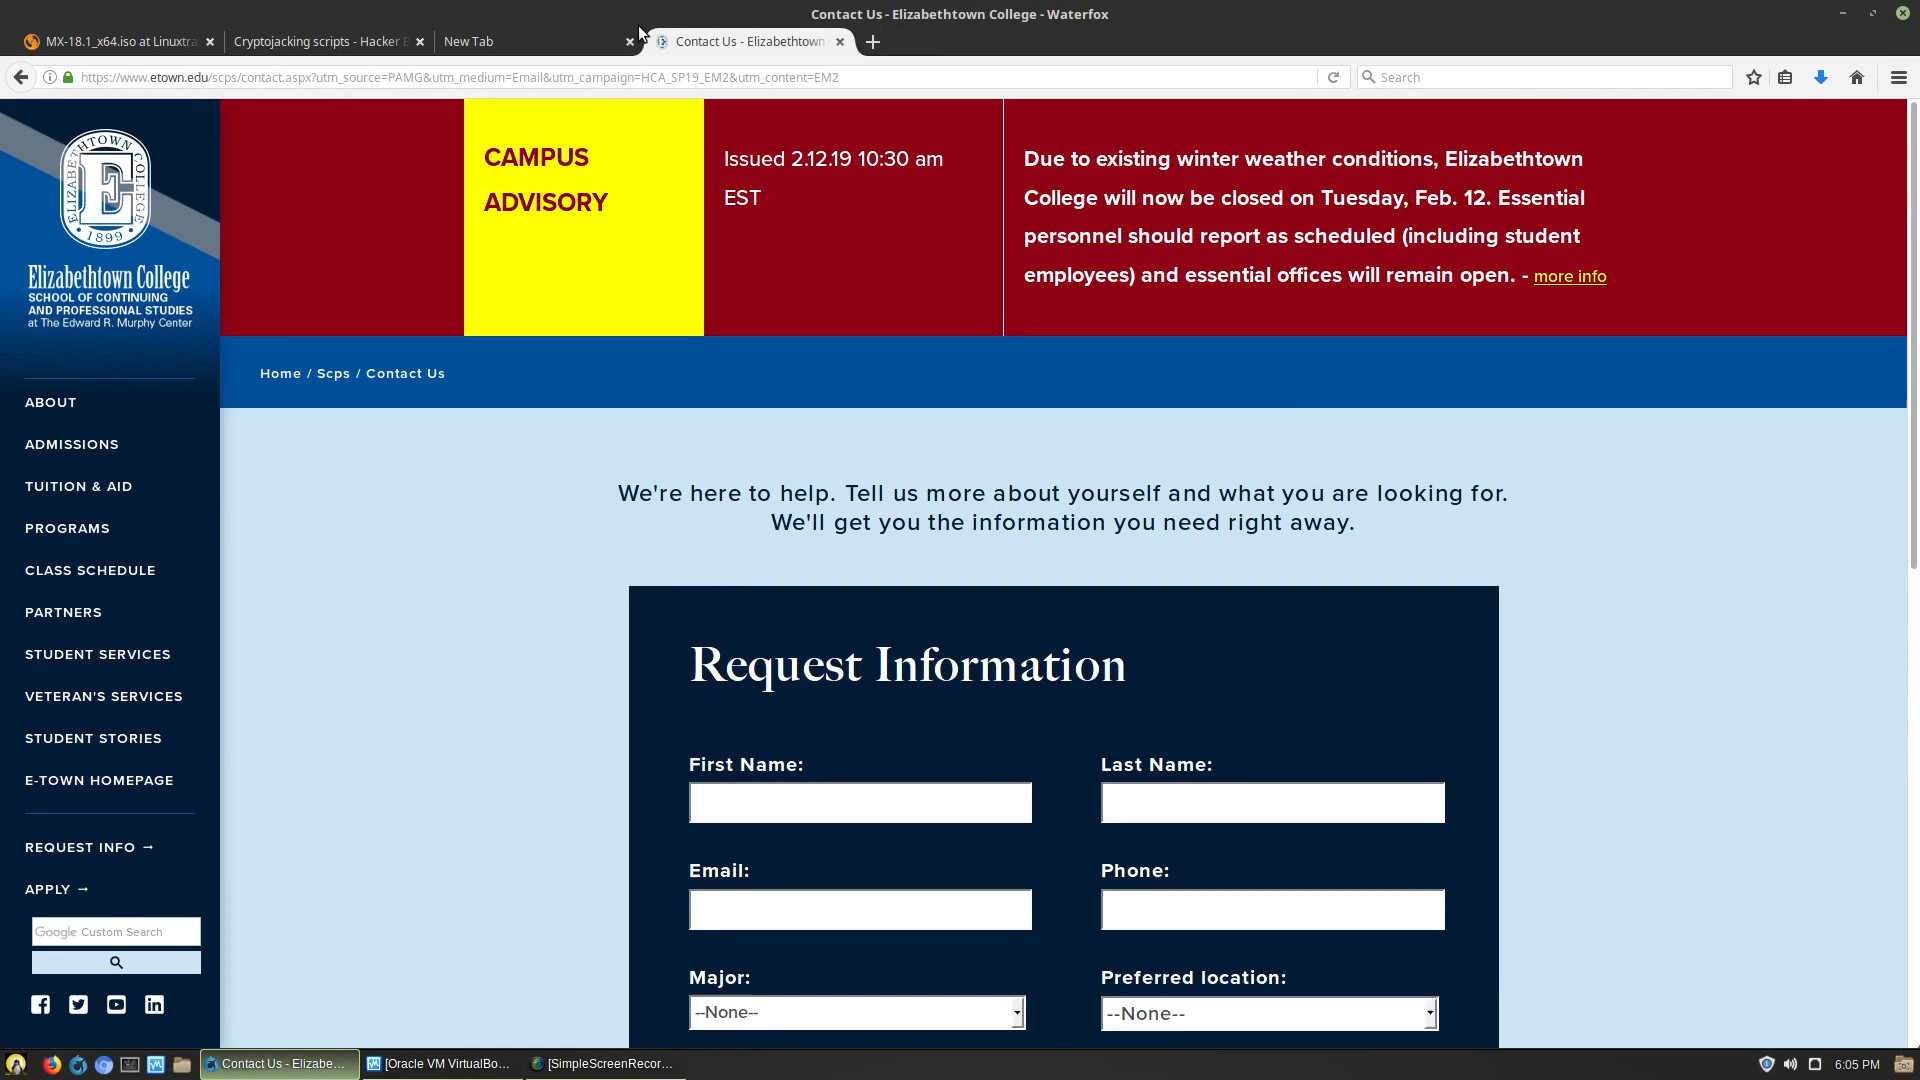 Contact Us - Elizabethtown College - Waterfox
MX-18.1_x64.iso at Linuxtra
Cryptojacking scripts - Hacker B
New Tab
Contact Us - Elizabethtown
https://www.etown.edu/scps/contact.aspx?utm_source=PAMG&utm_medium=Email&utm_campaign=HCA_SP19_EM2&utm_content=EM2
Search
ELIZABETHTOWN COLLEGE
E
1899
Elizabethtown College
SCHOOL OF CONTINUING
AND PROFESSIONAL STUDIES
at The Edward R. Murphy Center
ABOUT
ADMISSIONS
TUITION & AID
PROGRAMS
CLASS SCHEDULE
PARTNERS
STUDENT SERVICES
VETERAN'S SERVICES
STUDENT STORIES
E-TOWN HOMEPAGE
REQUEST INFO →
APPLY →
Google Custom Search
CAMPUS
ADVISORY
Issued 2.12.19 10:30 am
EST
Due to existing winter weather conditions, Elizabethtown
College will now be closed on Tuesday, Feb. 12. Essential
personnel should report as scheduled (including student
employees) and essential offices will remain open. - more info
Home / Scps / Contact Us
We're here to help. Tell us more about yourself and what you are looking for.
We'll get you the information you need right away.
Request Information
First Name:
Last Name:
Email:
Phone:
Major:
Preferred location:
--None--
--None--
Contact Us - Elizabe...
[Oracle VM VirtualBo...
[SimpleScreenRecor...
6:05 PM